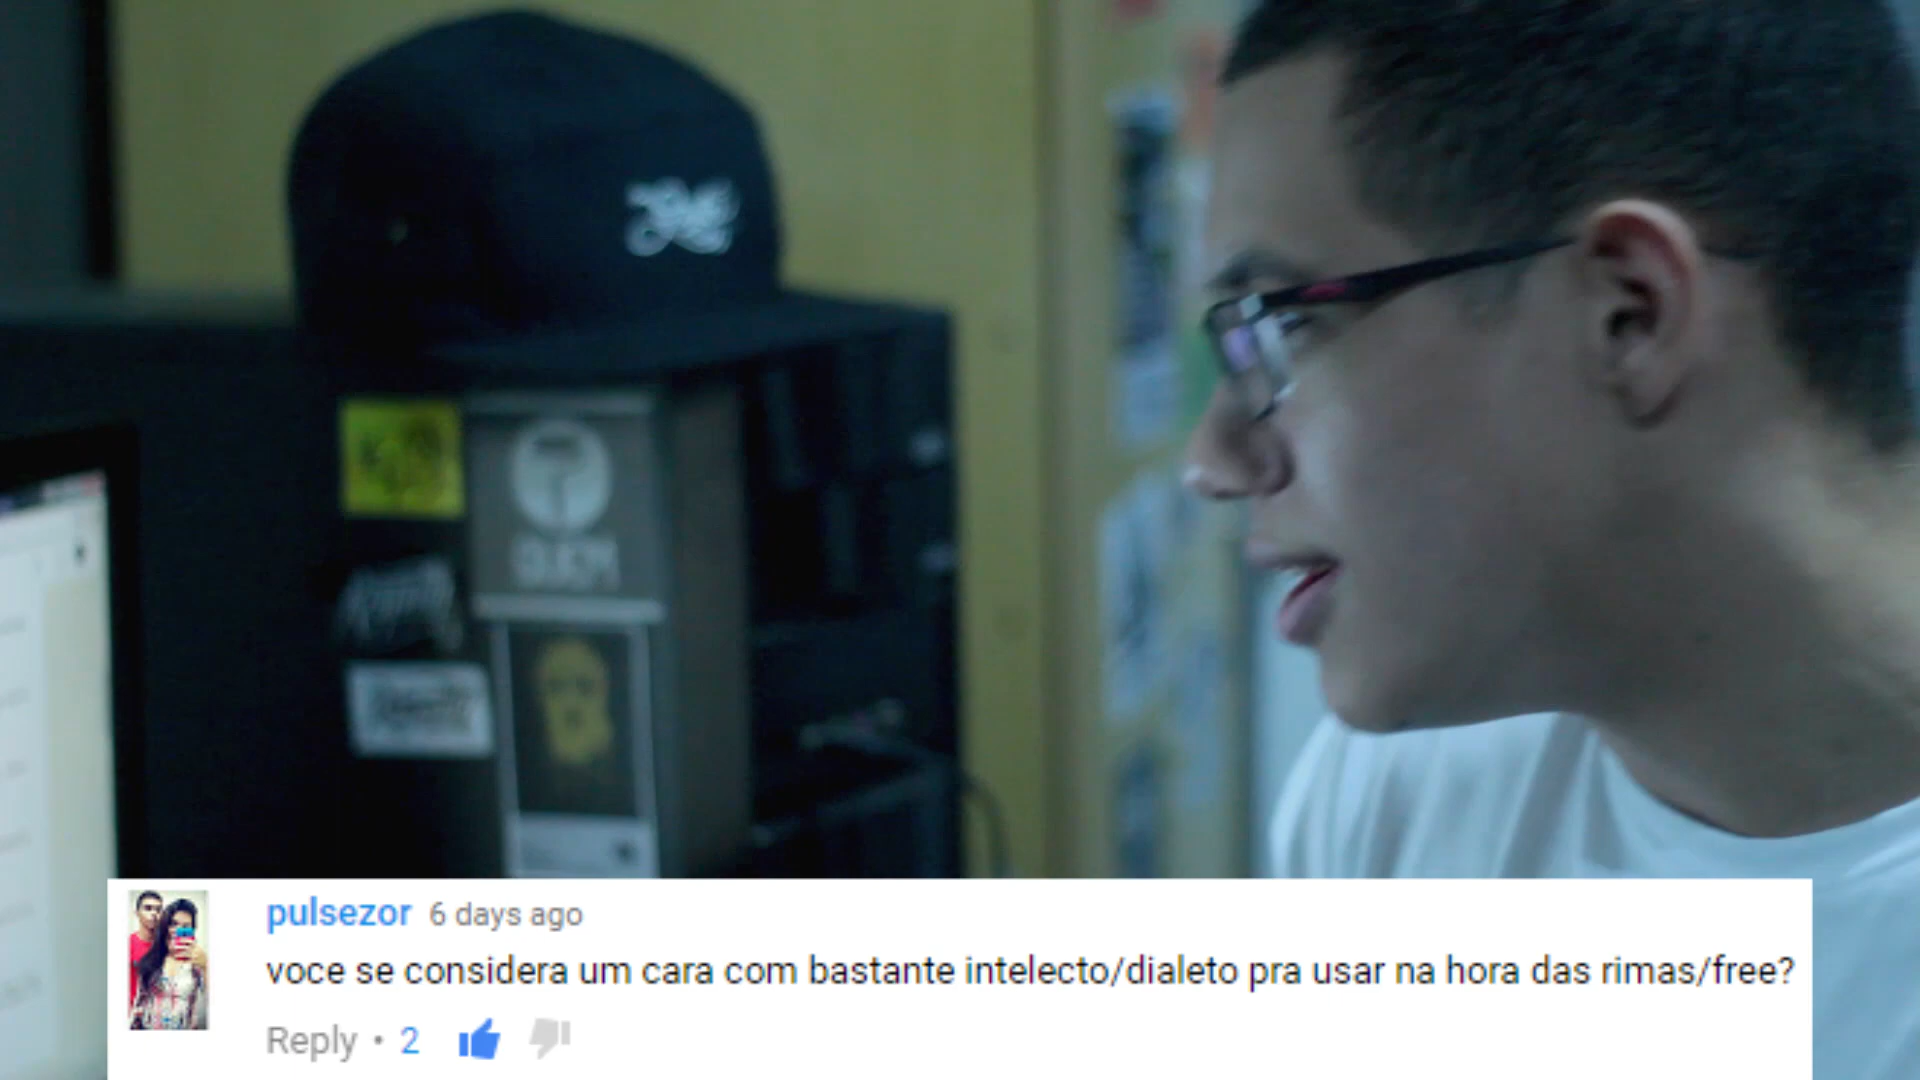 pulsezor 6 days ago
voce se considera um cara com bastante intelecto/dialeto pra usar na hora das rimas/free?
Reply • 2